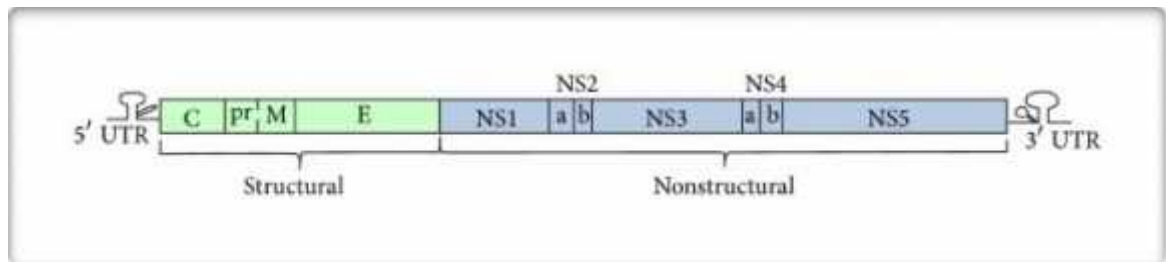 NS2 NS4
C pr M E NS1 a b NS3 a b NS5
5′ UTR 3′ UTR
Structural Nonstructural